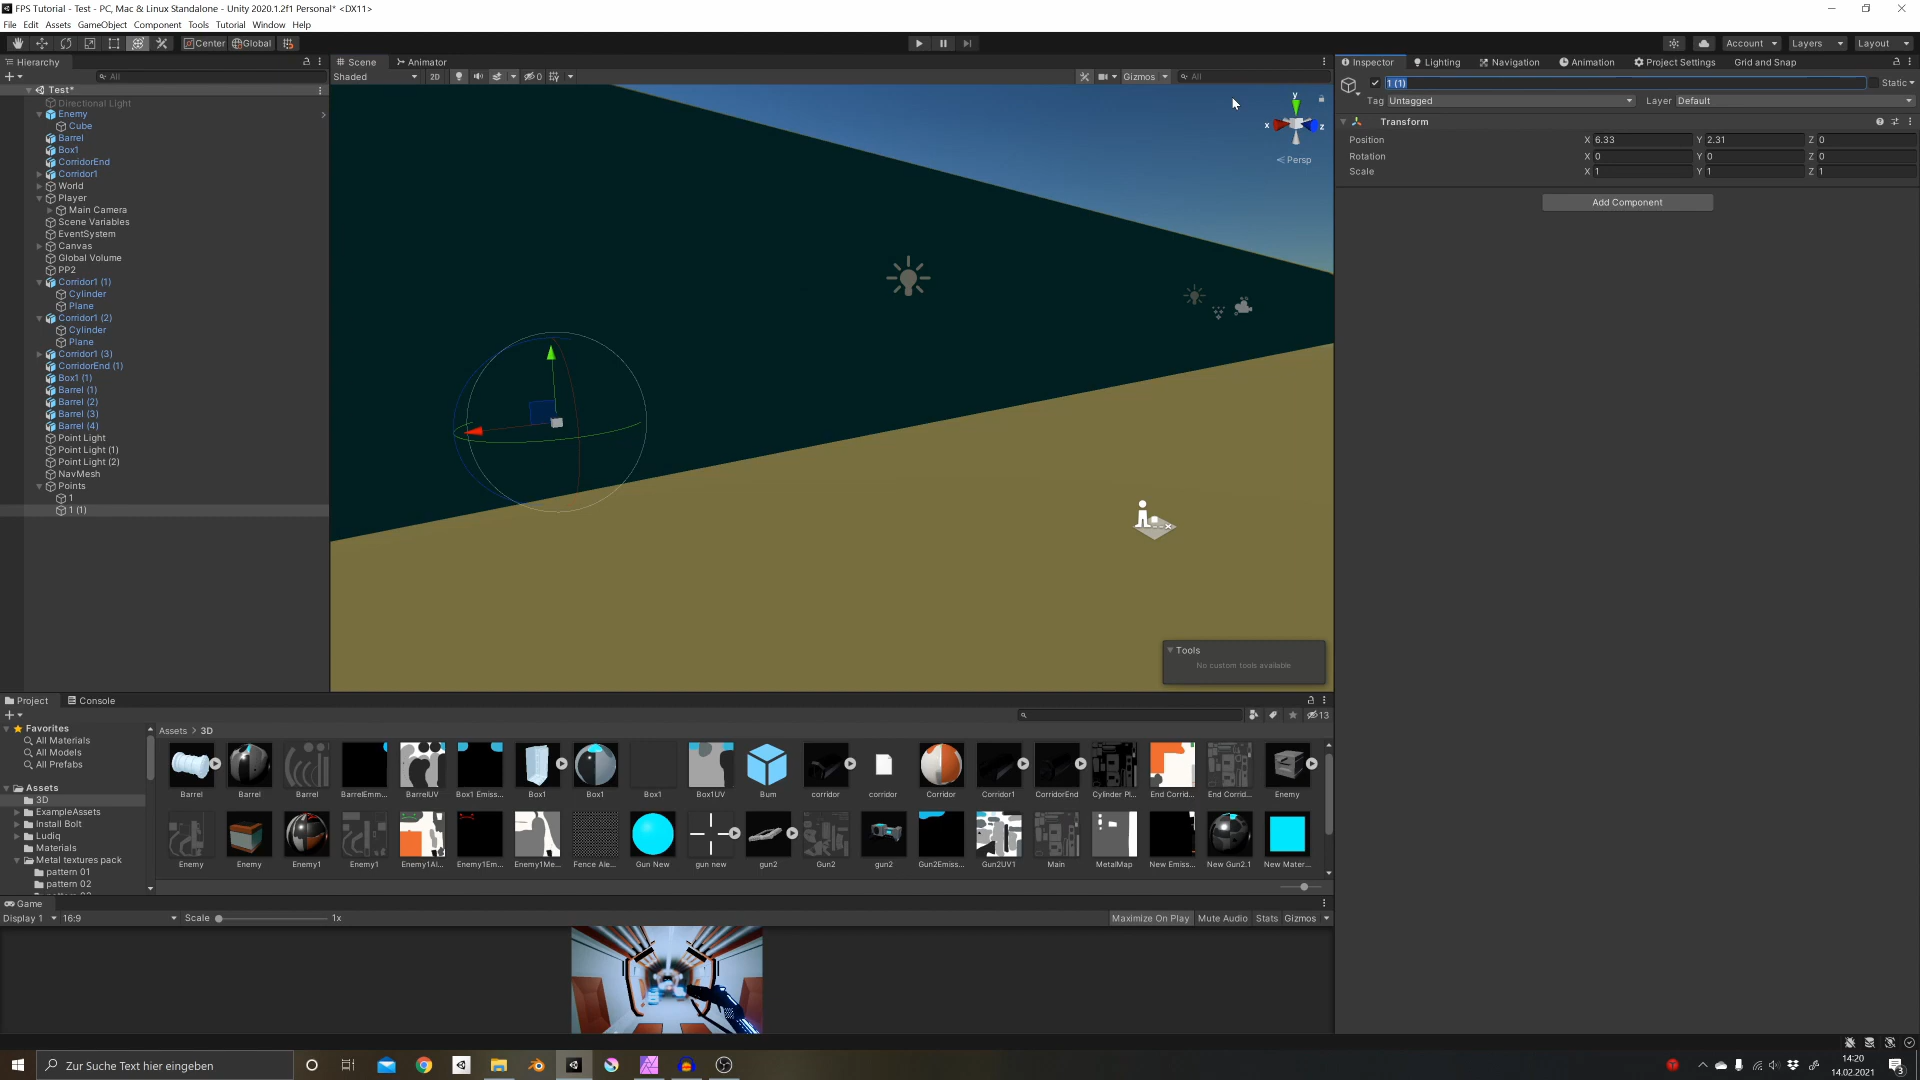 FPS Tutorial - Test - PC, Mac & Linux Standalone - Unity 2020.1.2f1 Personal* <DX11>
File Edit Assets GameObject Component Tools Tutorial Window Help
Center Global Account Layers Layout
Hierarchy
All
Test*
Directional Light
Enemy
Cube
Barrel
Box1
CorridorEnd
Corridor1
World
Player
Main Camera
Scene Variables
EventSystem
Canvas
Global Volume
PP2
Corridor1 (1)
Cylinder
Plane
Corridor1 (2)
Cylinder
Plane
Corridor1 (3)
CorridorEnd (1)
Box1 (1)
Barrel (1)
Barrel (2)
Barrel (3)
Barrel (4)
Point Light
Point Light (1)
Point Light (2)
NavMesh
Points
1
1 (1)
Scene Animator
Shaded 2D 0 Gizmos All
y
x z
Persp
Tools
No custom tools available
Inspector Lighting Navigation Animation Project Settings Grid and Snap
1 (1) Static
Tag Untagged Layer Default
Transform
Position X 6.33 Y 2.31 Z 0
Rotation X 0 Y 0 Z 0
Scale X 1 Y 1 Z 1
Add Component
Project Console
13
Favorites
All Materials
All Models
All Prefabs
Assets
3D
ExampleAssets
Install Bolt
Ludiq
Materials
Metal textures pack
pattern 01
pattern 02
Assets > 3D
Barrel Barrel Barrel BarrelEmm... BarrelUV Box1 Emiss... Box1 Box1 Box1 Box1UV Bum corridor corridor Corridor Corridor1 CorridorEnd Cylinder Pl... End Corrid... End Corrid... Enemy
Enemy Enemy Enemy1 Enemy1 Enemy1Al... Enemy1Em... Enemy1Me... Fence Ale... Gun New gun new gun2 Gun2 gun2 Gun2Emiss... Gun2UV1 Main MetalMap New Emiss... New Gun2.1 New Mater...
Game
Display 1 16:9 Scale 1x Maximize On Play Mute Audio Stats Gizmos
Zur Suche Text hier eingeben
14:20
14.02.2021
3